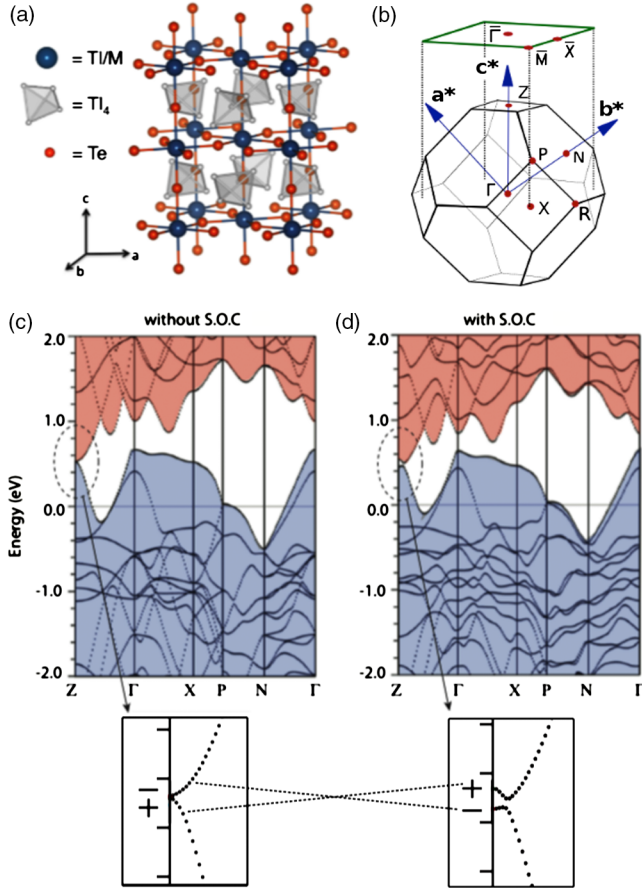 (a)
= Tl/M
= Tl4
= Te
c
a
b
(b)
Γ̅
X̅
M̅
c*
a*
b*
Z
P
N
Γ
X
R
(c)
without S.O.C
(d)
with S.O.C
Energy (eV)
2.0
1.0
0.0
-1.0
-2.0
Z Γ X P N Γ
2.0
1.0
0.0
-1.0
-2.0
Z Γ X P N Γ
−
+
+
−